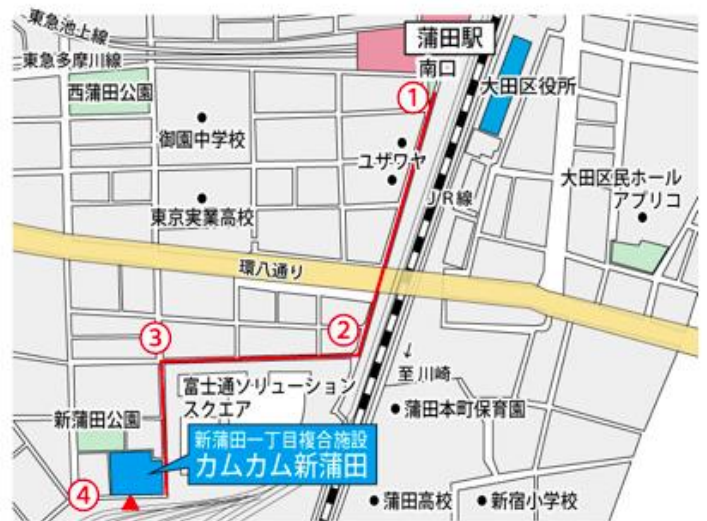 東急池上線
東急多摩川線
蒲田駅
南口
①
大田区役所
西蒲田公園
御園中学校
ユザワヤ
東京実業高校
JR線
大田区民ホール
アプリコ
環八通り
②
③
至川崎
富士通ソリューション
スクエア
蒲田本町保育園
新蒲田公園
新蒲田一丁目複合施設
カムカム新蒲田
④
蒲田高校
新宿小学校